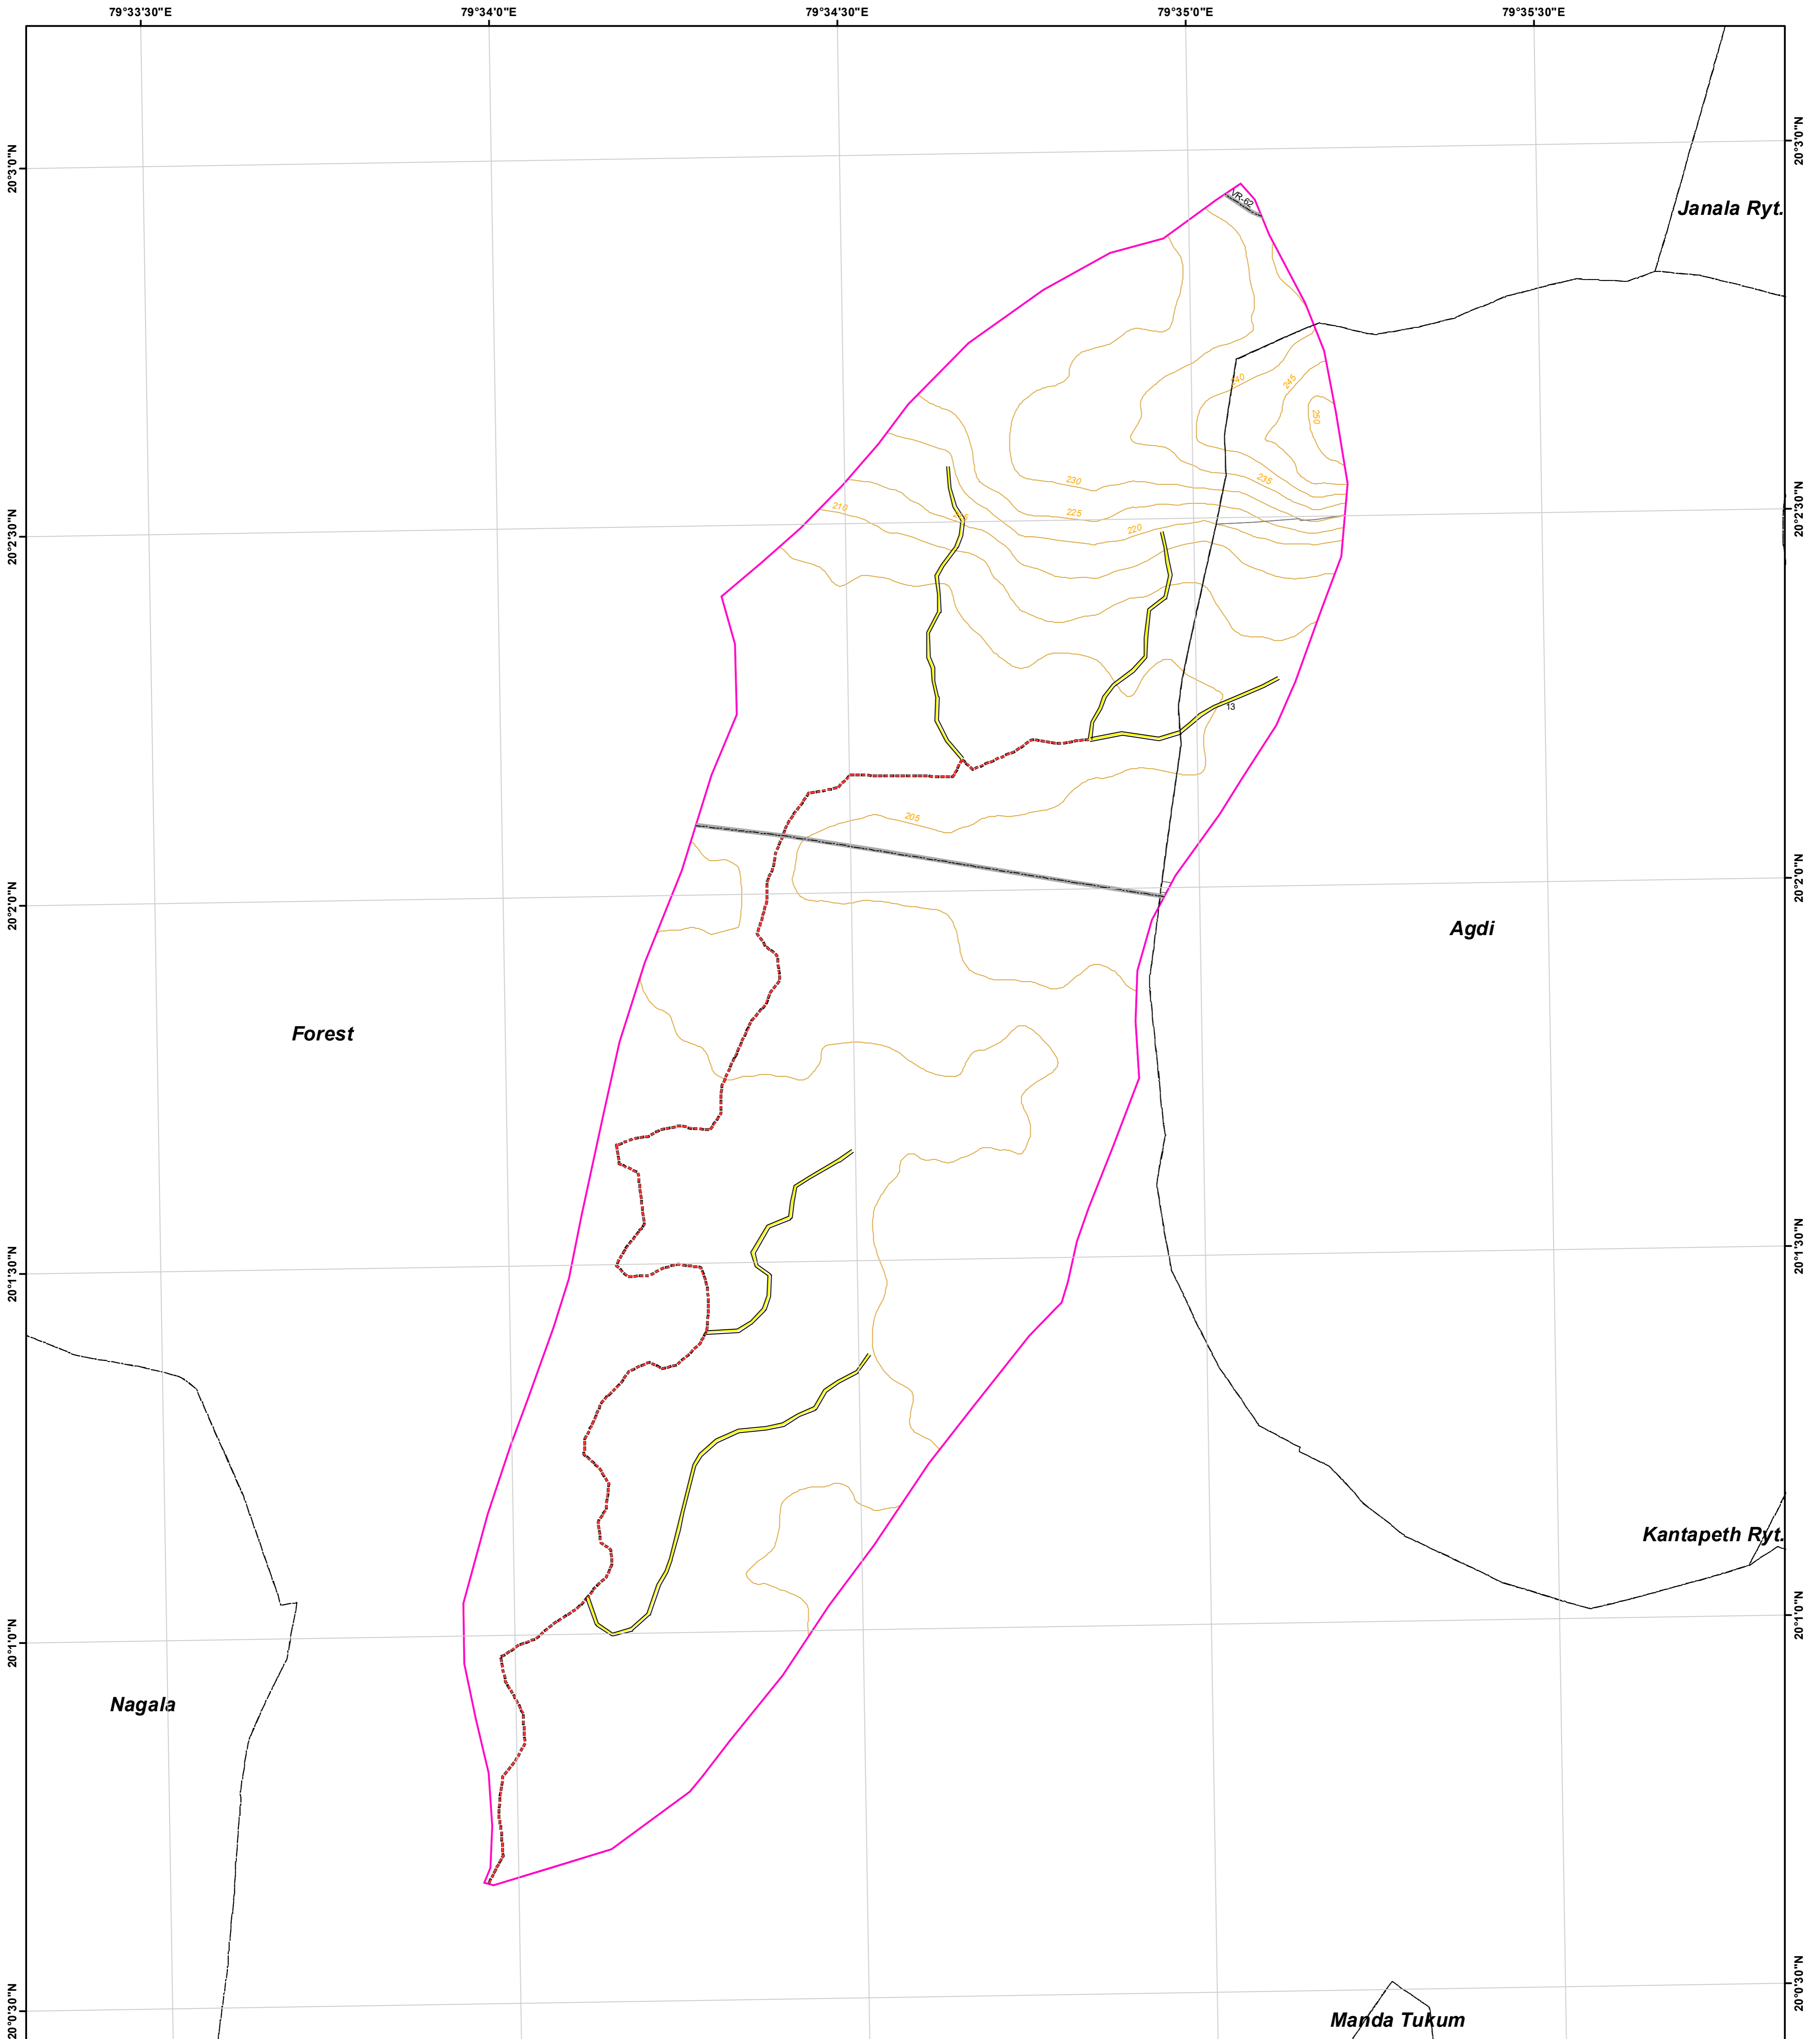 79°33'30"E
79°34'0"E
79°34'30"E
79°35'0"E
79°35'30"E
20°3'0"N
20°3'0"N
VR-62
Janala Ryt.
240
245
250
230
235
210
225
220
20°2'30"N
20°2'30"N
13
205
20°2'0"N
20°2'0"N
Agdi
Forest
20°1'30"N
20°1'30"N
Kantapeth Ryt.
20°1'0"N
20°1'0"N
Nagala
20°0'30"N
20°0'30"N
Manda Tukum